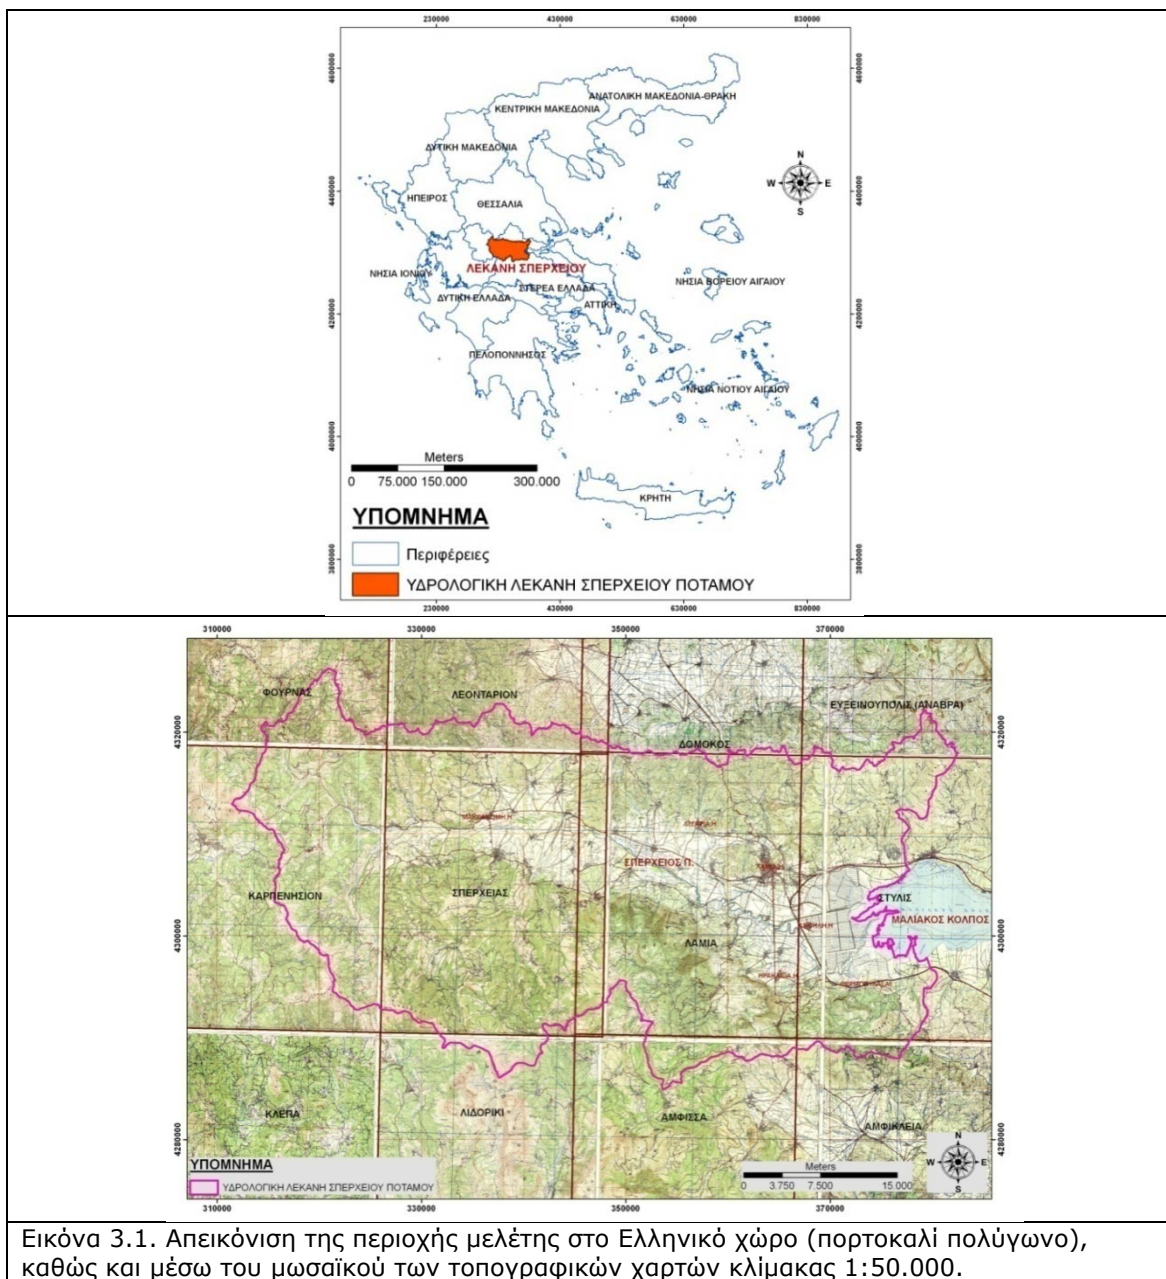 230000 430000 630000 830000
4600000
4400000
4200000
4000000
3800000
ΑΝΑΤΟΛΙΚΗ ΜΑΚΕΔΟΝΙΑ-ΘΡΑΚΗ
ΚΕΝΤΡΙΚΗ ΜΑΚΕΔΟΝΙΑ
ΔΥΤΙΚΗ ΜΑΚΕΔΟΝΙΑ
N
W E
S
ΗΠΕΙΡΟΣ
ΘΕΣΣΑΛΙΑ
ΛΕΚΑΝΗ ΣΠΕΡΧΕΙΟΥ
ΝΗΣΙΑ ΙΟΝΙΟΥ
ΝΗΣΙΑ ΒΟΡΕΙΟΥ ΑΙΓΑΙΟΥ
ΣΤΕΡΕΑ ΕΛΛΑΔΑ
ΔΥΤΙΚΗ ΕΛΛΑΔΑ
ΑΤΤΙΚΗ
ΠΕΛΟΠΟΝΝΗΣΟΣ
ΝΗΣΙΑ ΝΟΤΙΟΥ ΑΙΓΑΙΟΥ
Meters
0 75.000 150.000 300.000
ΚΡΗΤΗ
ΥΠΟΜΝΗΜΑ
Περιφέρειες
ΥΔΡΟΛΟΓΙΚΗ ΛΕΚΑΝΗ ΣΠΕΡΧΕΙΟΥ ΠΟΤΑΜΟΥ
230000 430000 630000 830000
310000 330000 350000 370000
4320000
4300000
4280000
ΦΟΥΡΝΑΣ
ΛΕΟΝΤΑΡΙΟΝ
ΕΥΞΕΙΝΟΥΠΟΛΙΣ (ΑΝΑΒΡΑ)
ΔΟΜΟΚΟΣ
ΣΠΕΡΧΕΙΟΣ Π.
ΚΑΡΠΕΝΗΣΙΟΝ
ΣΠΕΡΧΕΙΑΣ
ΣΤΥΛΙΣ
ΜΑΛΙΑΚΟΣ ΚΟΛΠΟΣ
ΛΑΜΙΑ
ΚΛΕΠΑ
ΛΙΔΟΡΙΚΙ
ΑΜΦΙΣΣΑ
ΑΜΦΙΚΛΕΙΑ
N
W E
S
ΥΠΟΜΝΗΜΑ
ΥΔΡΟΛΟΓΙΚΗ ΛΕΚΑΝΗ ΣΠΕΡΧΕΙΟΥ ΠΟΤΑΜΟΥ
Meters
0 3.750 7.500 15.000
310000 330000 350000 370000
Εικόνα 3.1. Απεικόνιση της περιοχής μελέτης στο Ελληνικό χώρο (πορτοκαλί πολύγωνο),
καθώς και μέσω του μωσαϊκού των τοπογραφικών χαρτών κλίμακας 1:50.000.